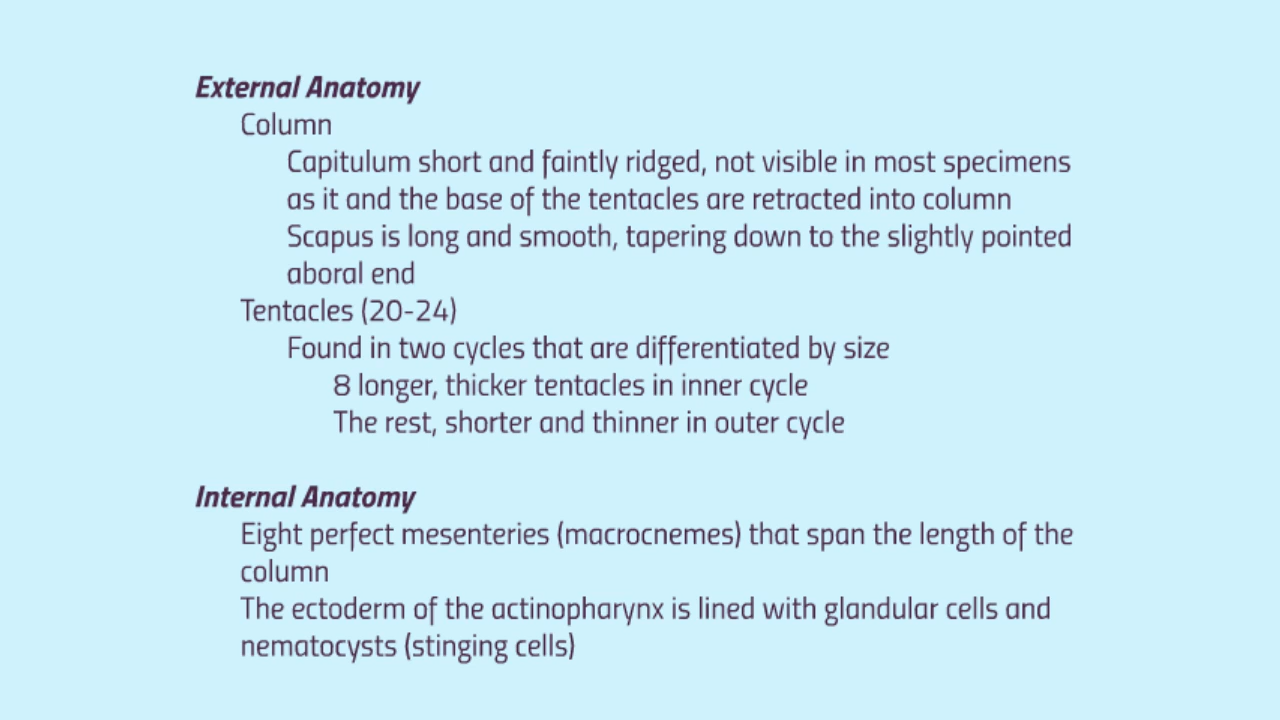 External Anatomy
Column
Capitulum short and faintly ridged, not visible in most specimens
as it and the base of the tentacles are retracted into column
Scapus is long and smooth, tapering down to the slightly pointed
aboral end
Tentacles (20-24)
Found in two cycles that are differentiated by size
8 longer, thicker tentacles in inner cycle
The rest, shorter and thinner in outer cycle
Internal Anatomy
Eight perfect mesenteries (macrocnemes) that span the length of the
column
The ectoderm of the actinopharynx is lined with glandular cells and
nematocysts (stinging cells)